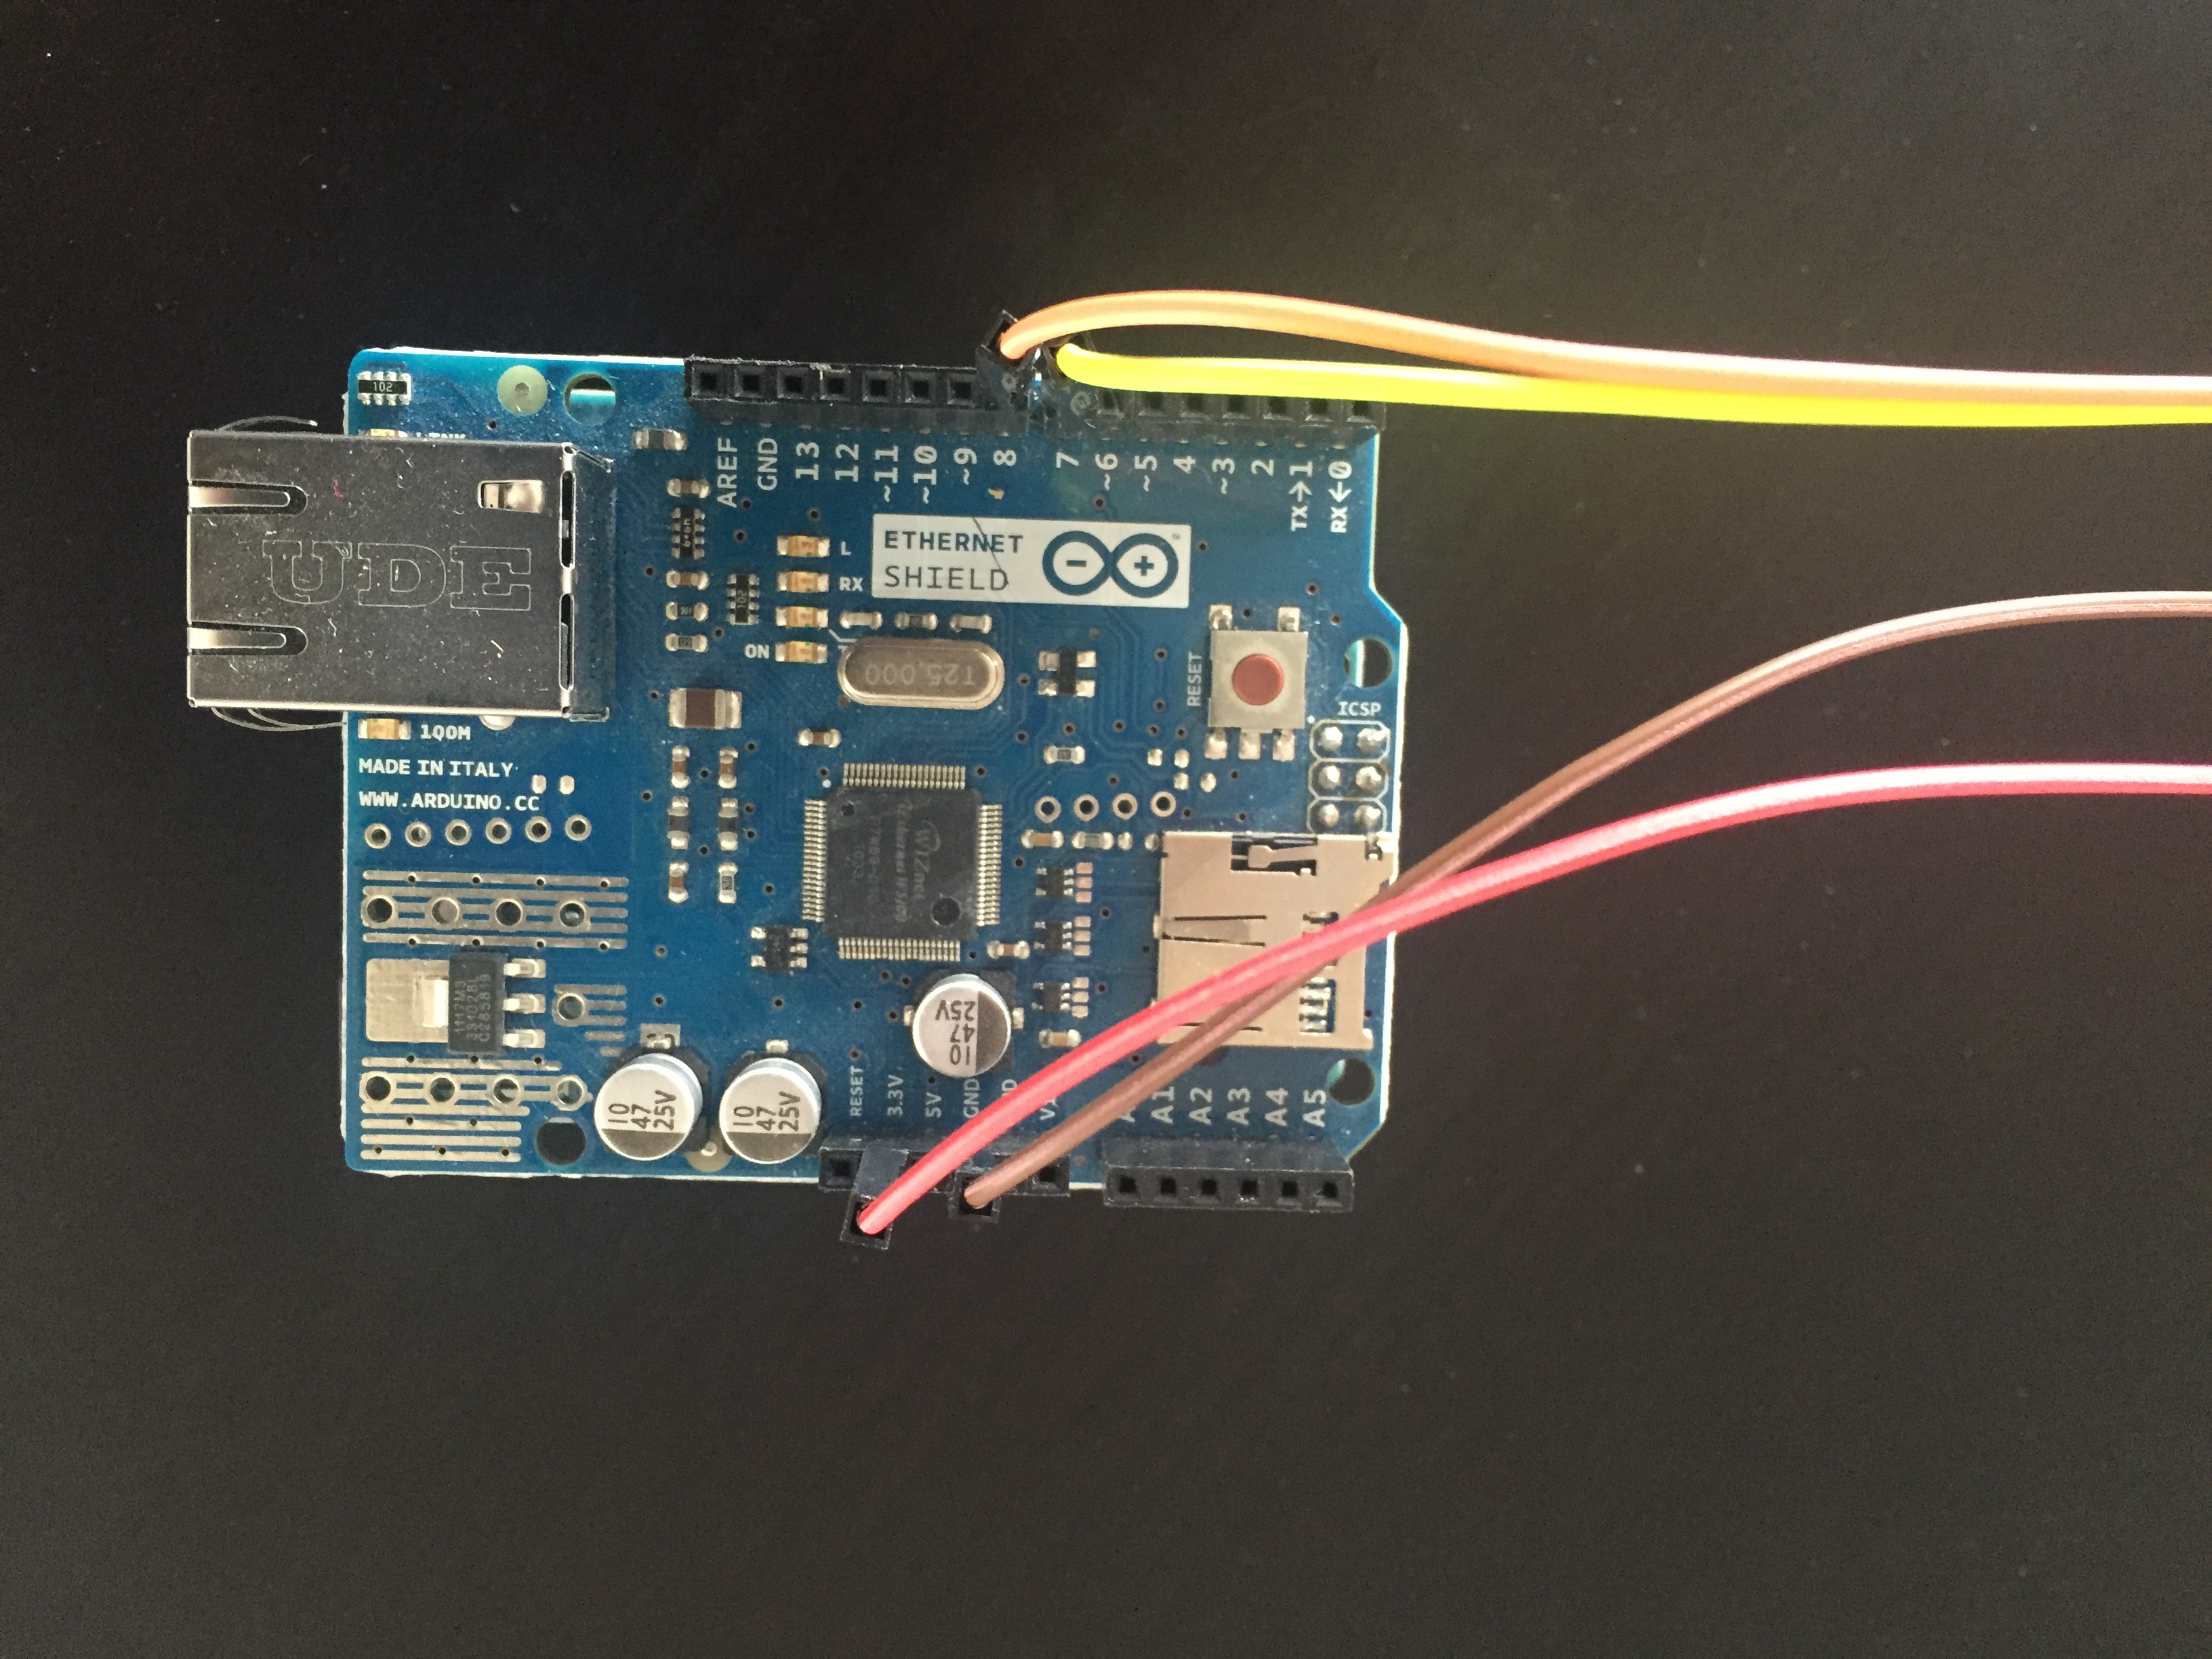 102
UDE
AREF
GND
13
12
~11
~10
~9
8
7
~6
~5
4
~3
2
TX→1
RX←0
L
RX
ON
ETHERNET
SHIELD
T25.000
RESET
ICSP
100M
MADE IN ITALY
WWW.ARDUINO.CC
WIZnet
10
47
25V
10
47
25V
10
47
25V
RESET
3.3V
5V
GND
A1
A2
A3
A4
A5